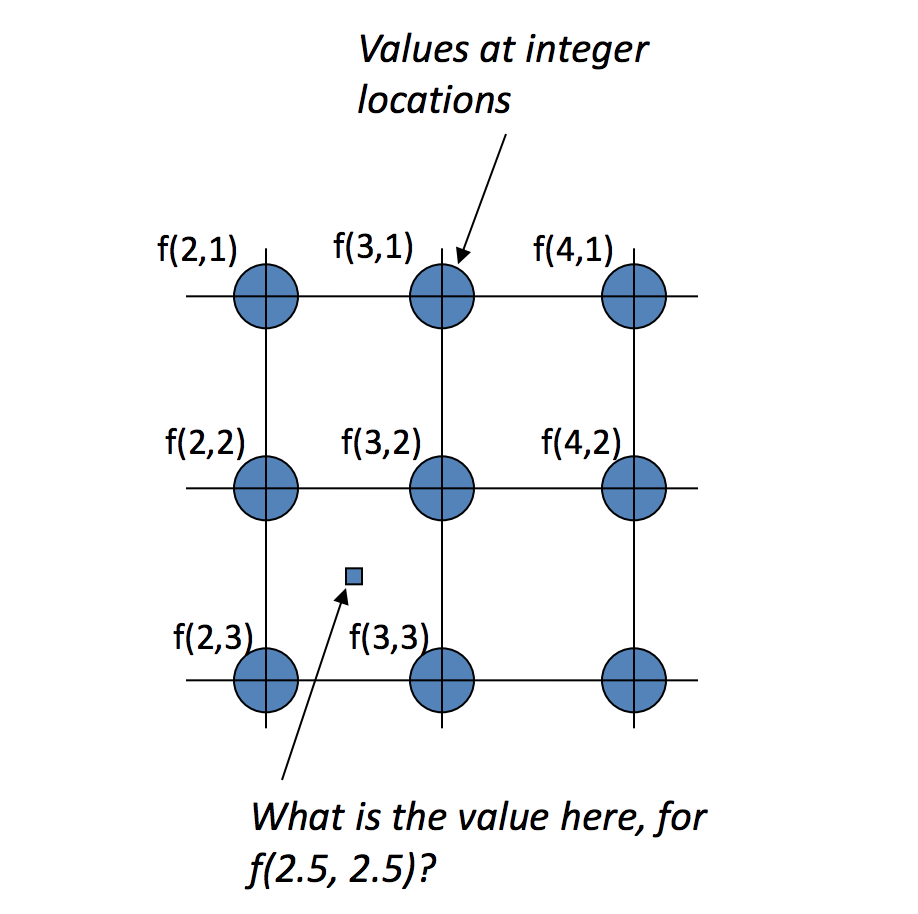 Values at integer
locations
f(2,1)
f(3,1)
f(4,1)
f(2,2)
f(3,2)
f(4,2)
f(2,3)
f(3,3)
What is the value here, for
f(2.5, 2.5)?